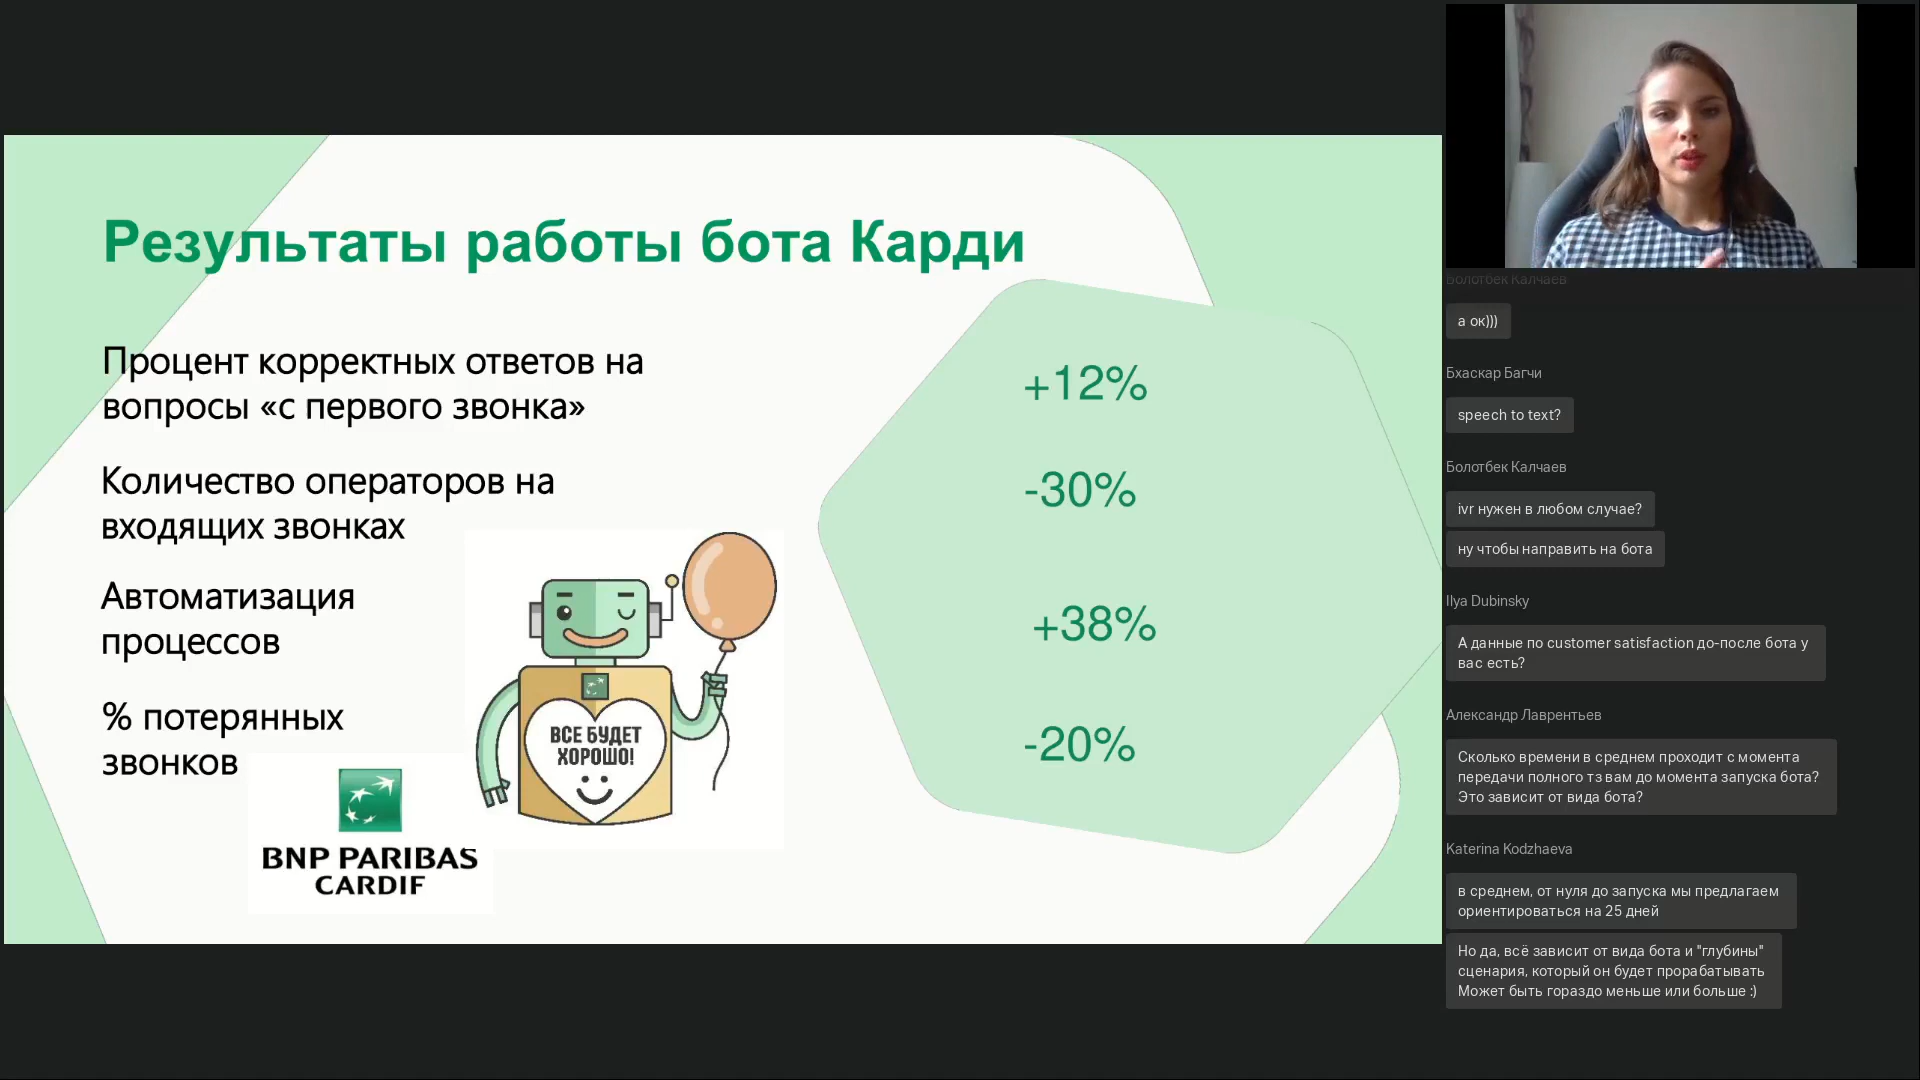 Результаты работы бота Карди
Процент корректных ответов на
вопросы «с первого звонка»
+12%
Количество операторов на
входящих звонках
-30%
Автоматизация
процессов
+38%
% потерянных
звонков
-20%
ВСЕ БУДЕТ
ХОРОШО!
BNP PARIBAS
CARDIF
Болотбек Калчаев
а ок)))
Бхаскар Багчи
speech to text?
Болотбек Калчаев
ivr нужен в любом случае?
ну чтобы направить на бота
Ilya Dubinsky
А данные по customer satisfaction до-после бота у
вас есть?
Александр Лаврентьев
Сколько времени в среднем проходит с момента
передачи полного тз вам до момента запуска бота?
Это зависит от вида бота?
Katerina Kodzhaeva
в среднем, от нуля до запуска мы предлагаем
ориентироваться на 25 дней
Но да, всё зависит от вида бота и "глубины"
сценария, который он будет прорабатывать
Может быть гораздо меньше или больше :)